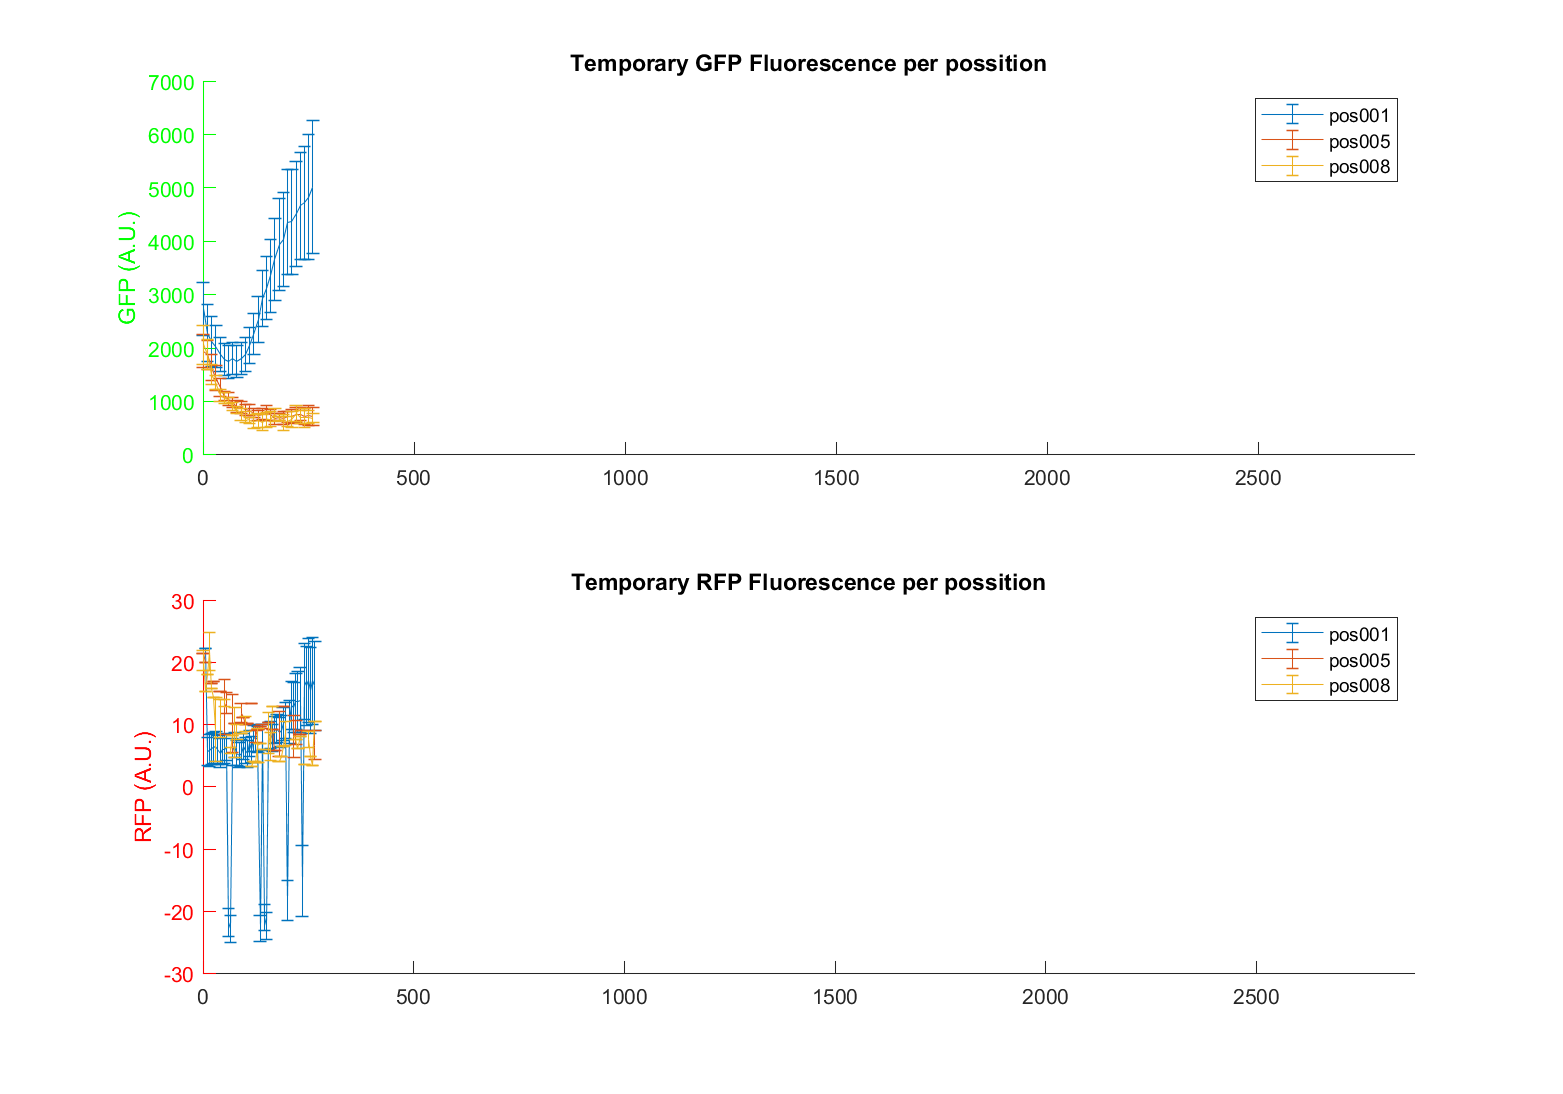 Temporary GFP Fluorescence per possition
7000
6000
5000
4000
3000
2000
1000
0
GFP (A.U.)
pos001
pos005
pos008
0 500 1000 1500 2000 2500
Temporary RFP Fluorescence per possition
30
20
10
0
-10
-20
-30
RFP (A.U.)
pos001
pos005
pos008
0 500 1000 1500 2000 2500